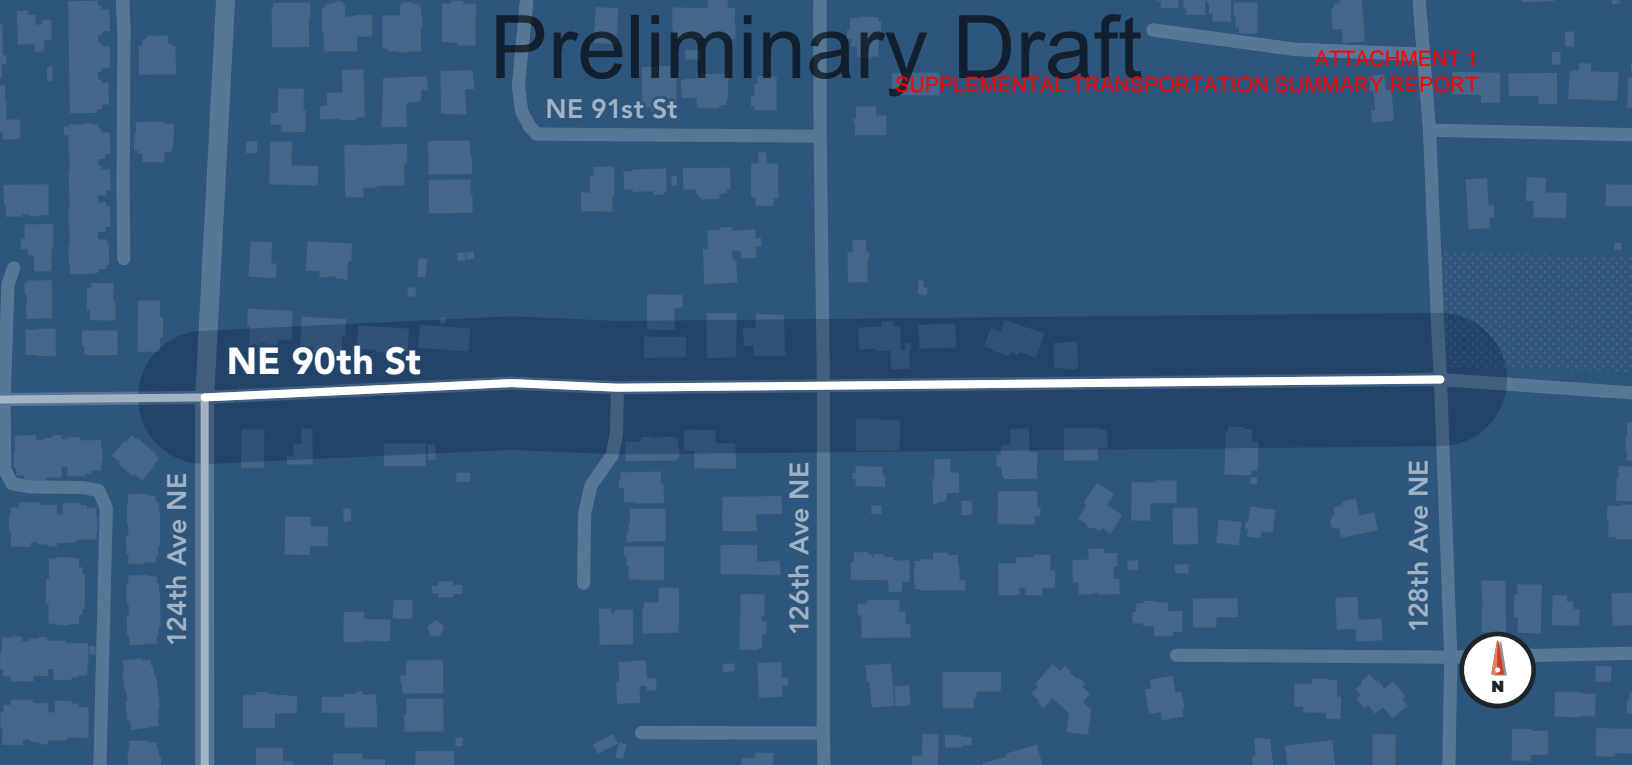 Preliminary Draft
ATTACHMENT 1
SUPPLEMENTAL TRANSPORTATION SUMMARY REPORT
NE 91st St
NE 90th St
124th Ave NE
126th Ave NE
128th Ave NE
N